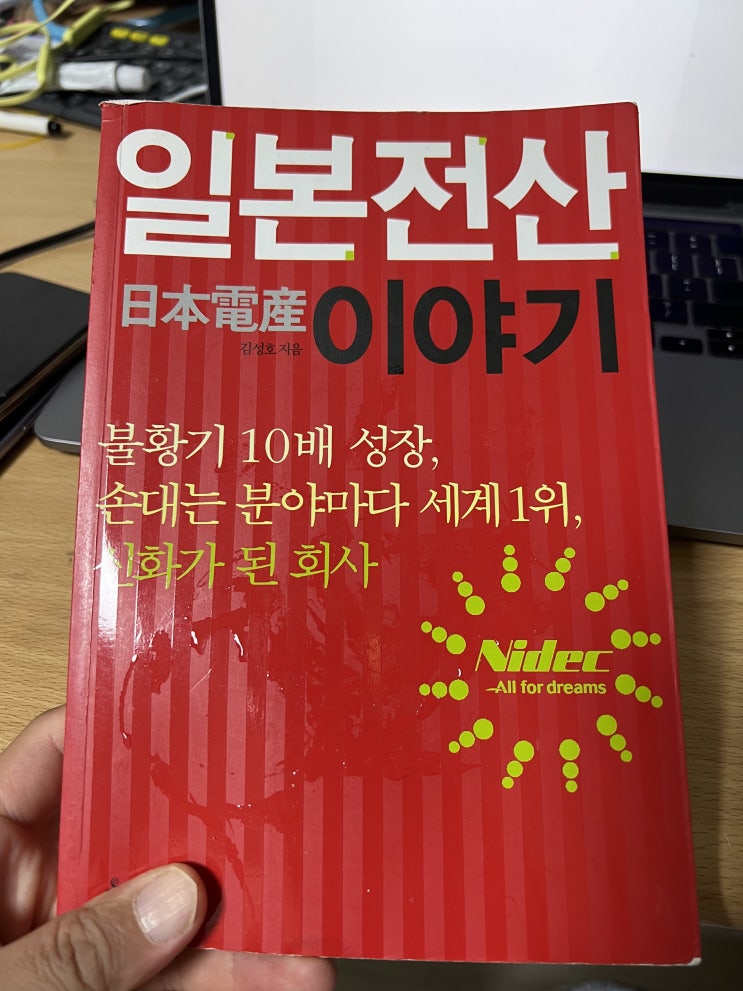 일본전산
日本電産 이야기
김성호 지음
불황기 10배 성장,
손대는 분야마다 세계 1위,
신화가 된 회사
Nidec
All for dreams